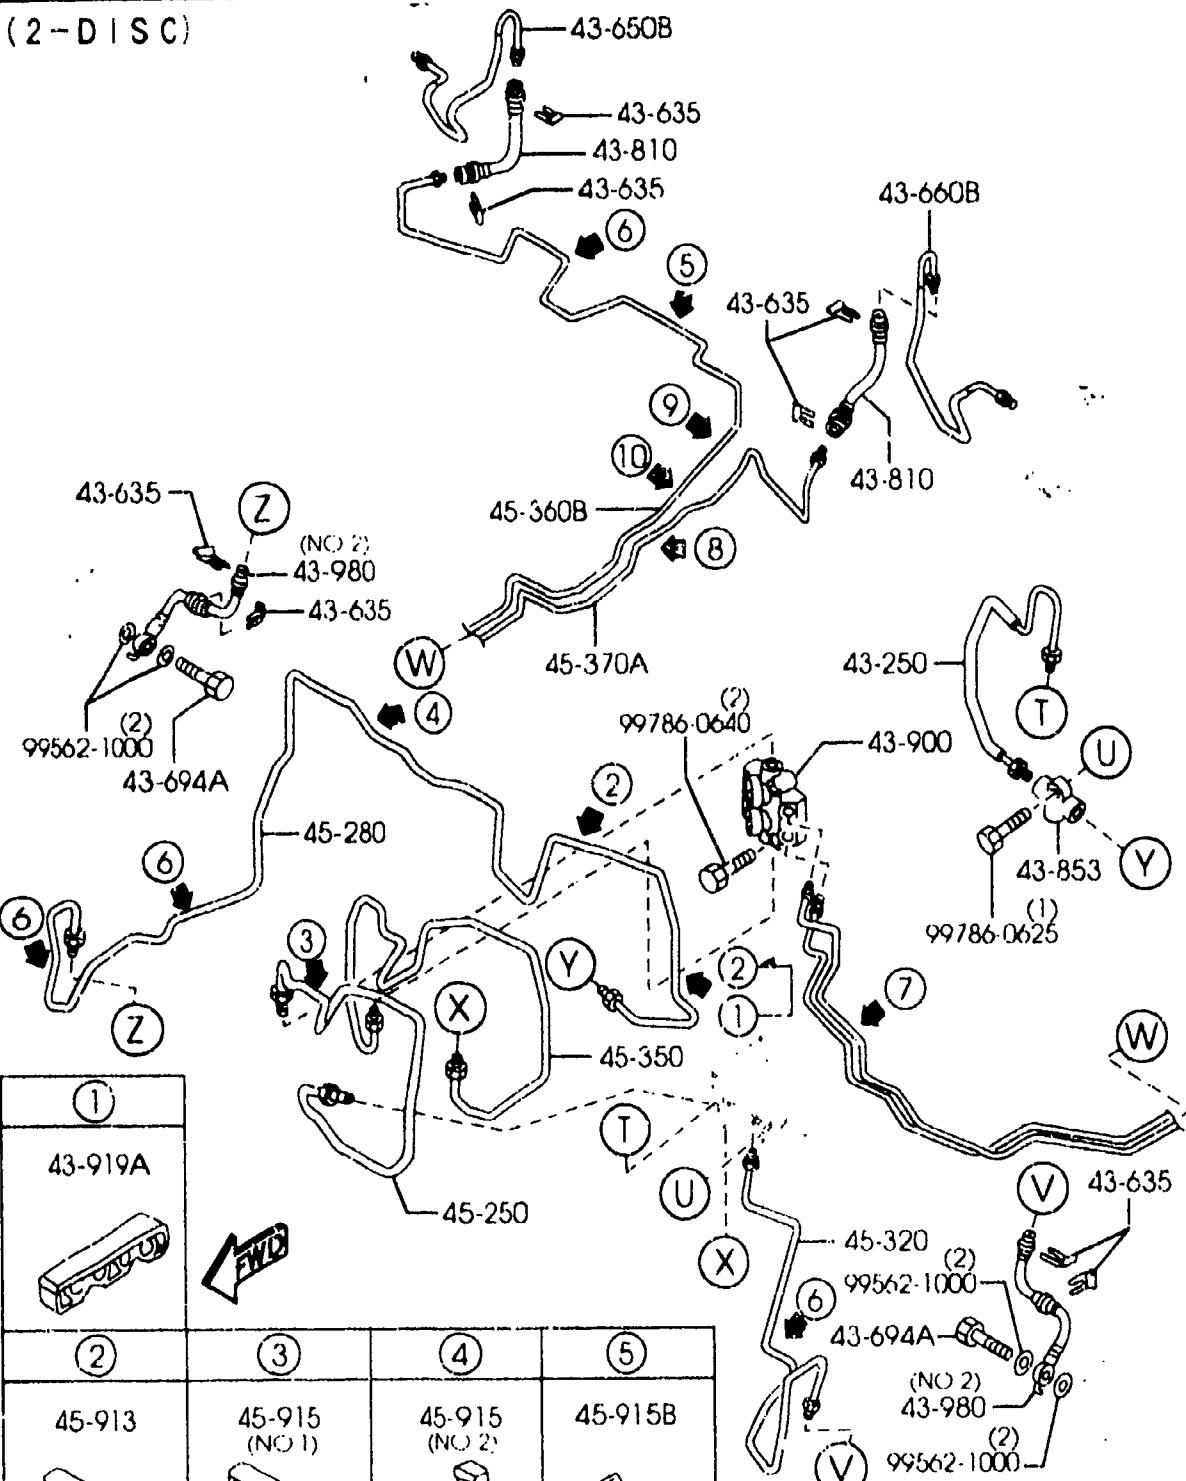 (2-DISC)
43-650B
43-635
43-810
43-635
43-660B
6
5
43-635
9
10
43-810
43-635
Z
45-360B
(NO 2)
43-980
8
43-635
W
45-370A
43-250
4
(2)
99786-0640
T
(2)
99562-1000
43-900
U
43-694A
2
45-280
6
43-853
Y
6
(1)
99786-0625
3
Y
2
7
X
1
Z
W
45-350
1
T
43-919A
V
43-635
U
45-250
45-320
FWD
X
(2)
99562-1000
6
43-694A
2
3
4
5
(NO 2)
43-980
45-913
45-915
(NO 1)
45-915
(NO 2)
45-915B
(2)
99562-1000
V